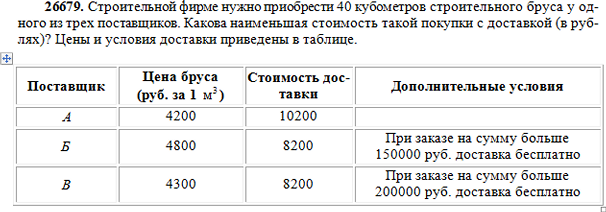 26679. Строительной фирме нужно приобрести 40 кубометров строительного бруса у од-
ного из трех поставщиков. Какова наименьшая стоимость такой покупки с доставкой (в руб-
лях)? Цены и условия доставки приведены в таблице.
Поставщик Цена бруса (руб. за 1 м³) Стоимость дос-
тавки Дополнительные условия
А 4200 10200
Б 4800 8200 При заказе на сумму больше
150000 руб. доставка бесплатно
В 4300 8200 При заказе на сумму больше
200000 руб. доставка бесплатно